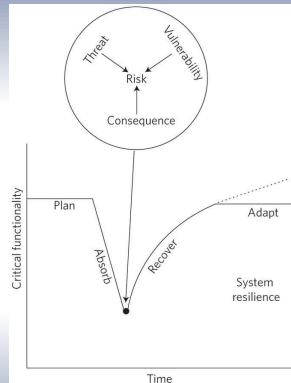 Threat
Vulnerability
Risk
Consequence
Critical functionality
Plan
Absorb
Recover
Adapt
System
resilience
Time